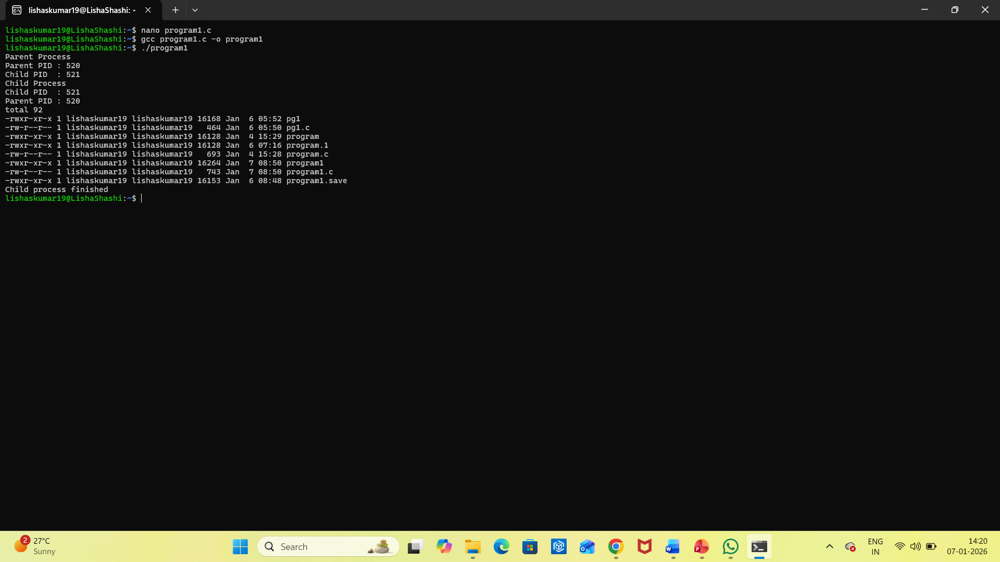 lishaskumar19@LishaShashi: ~
lishaskumar19@LishaShashi:~$ nano program1.c
lishaskumar19@LishaShashi:~$ gcc program1.c -o program1
lishaskumar19@LishaShashi:~$ ./program1
Parent Process
Parent PID : 520
Child PID  : 521
Child Process
Child PID  : 521
Parent PID : 520
total 92
-rwxr-xr-x 1 lishaskumar19 lishaskumar19 16168 Jan  6 05:52 pg1
-rw-r--r-- 1 lishaskumar19 lishaskumar19   464 Jan  6 05:50 pg1.c
-rwxr-xr-x 1 lishaskumar19 lishaskumar19 16128 Jan  4 15:29 program
-rwxr-xr-x 1 lishaskumar19 lishaskumar19 16128 Jan  6 07:16 program.1
-rw-r--r-- 1 lishaskumar19 lishaskumar19   693 Jan  4 15:28 program.c
-rwxr-xr-x 1 lishaskumar19 lishaskumar19 16264 Jan  7 08:50 program1
-rw-r--r-- 1 lishaskumar19 lishaskumar19   743 Jan  7 08:50 program1.c
-rwxr-xr-x 1 lishaskumar19 lishaskumar19 16153 Jan  6 08:48 program1.save
Child process finished
lishaskumar19@LishaShashi:~$
2
27°C
Sunny
Search
ENG
IN
14:20
07-01-2026